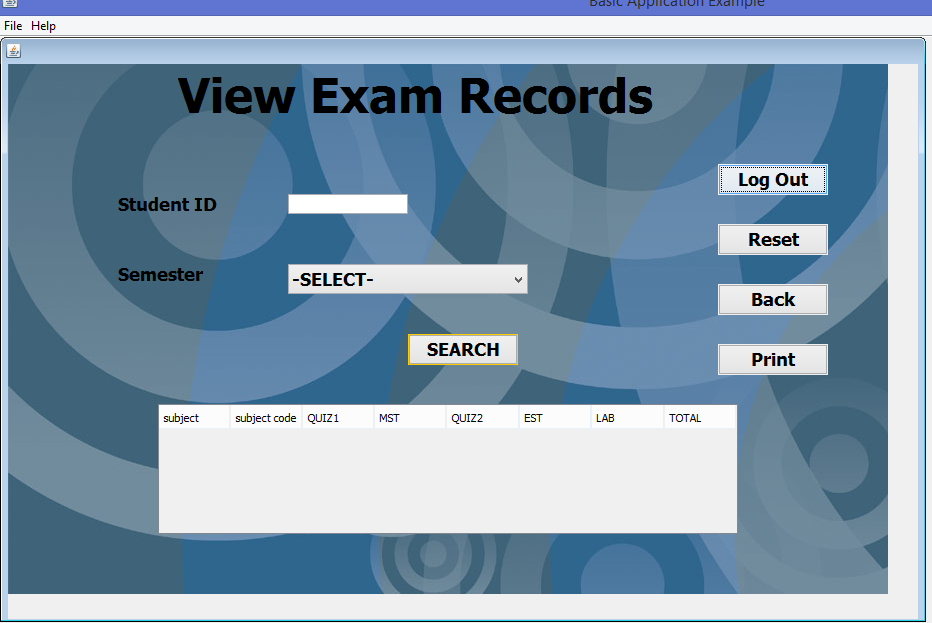 Basic Application Example
File Help
View Exam Records
Log Out
Student ID
Reset
Semester
-SELECT-
Back
SEARCH
Print
subject subject code QUIZ1 MST QUIZ2 EST LAB TOTAL